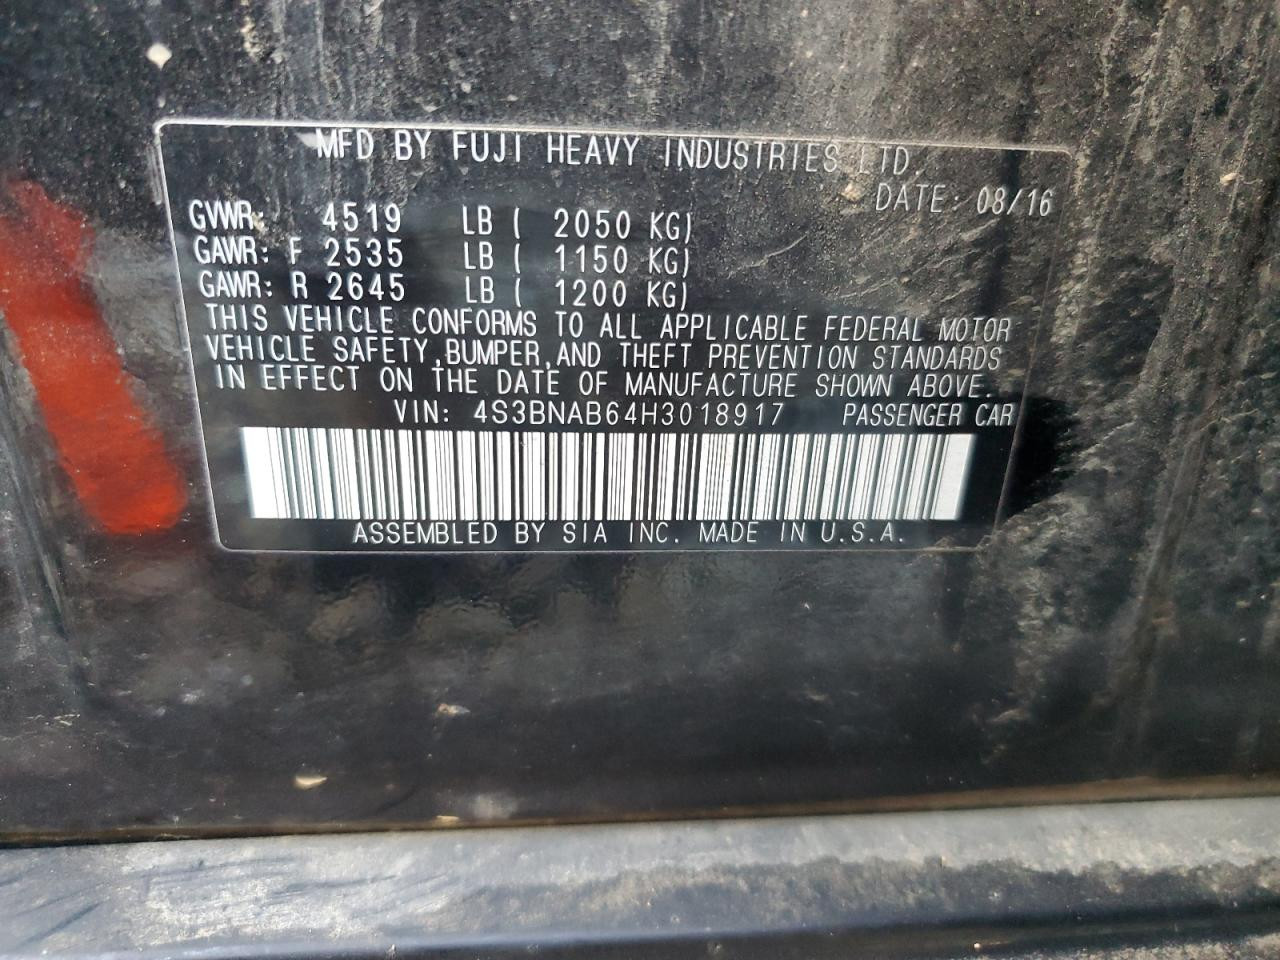 MFD BY FUJI HEAVY INDUSTRIES LTD.
DATE: 08/16
GVWR: 4519 LB ( 2050 KG)
GAWR: F 2535 LB ( 1150 KG)
GAWR: R 2645 LB ( 1200 KG)
THIS VEHICLE CONFORMS TO ALL APPLICABLE FEDERAL MOTOR
VEHICLE SAFETY,BUMPER,AND THEFT PREVENTION STANDARDS
IN EFFECT ON THE DATE OF MANUFACTURE SHOWN ABOVE.
VIN: 4S3BNAB64H3018917 PASSENGER CAR
ASSEMBLED BY SIA INC. MADE IN U.S.A.